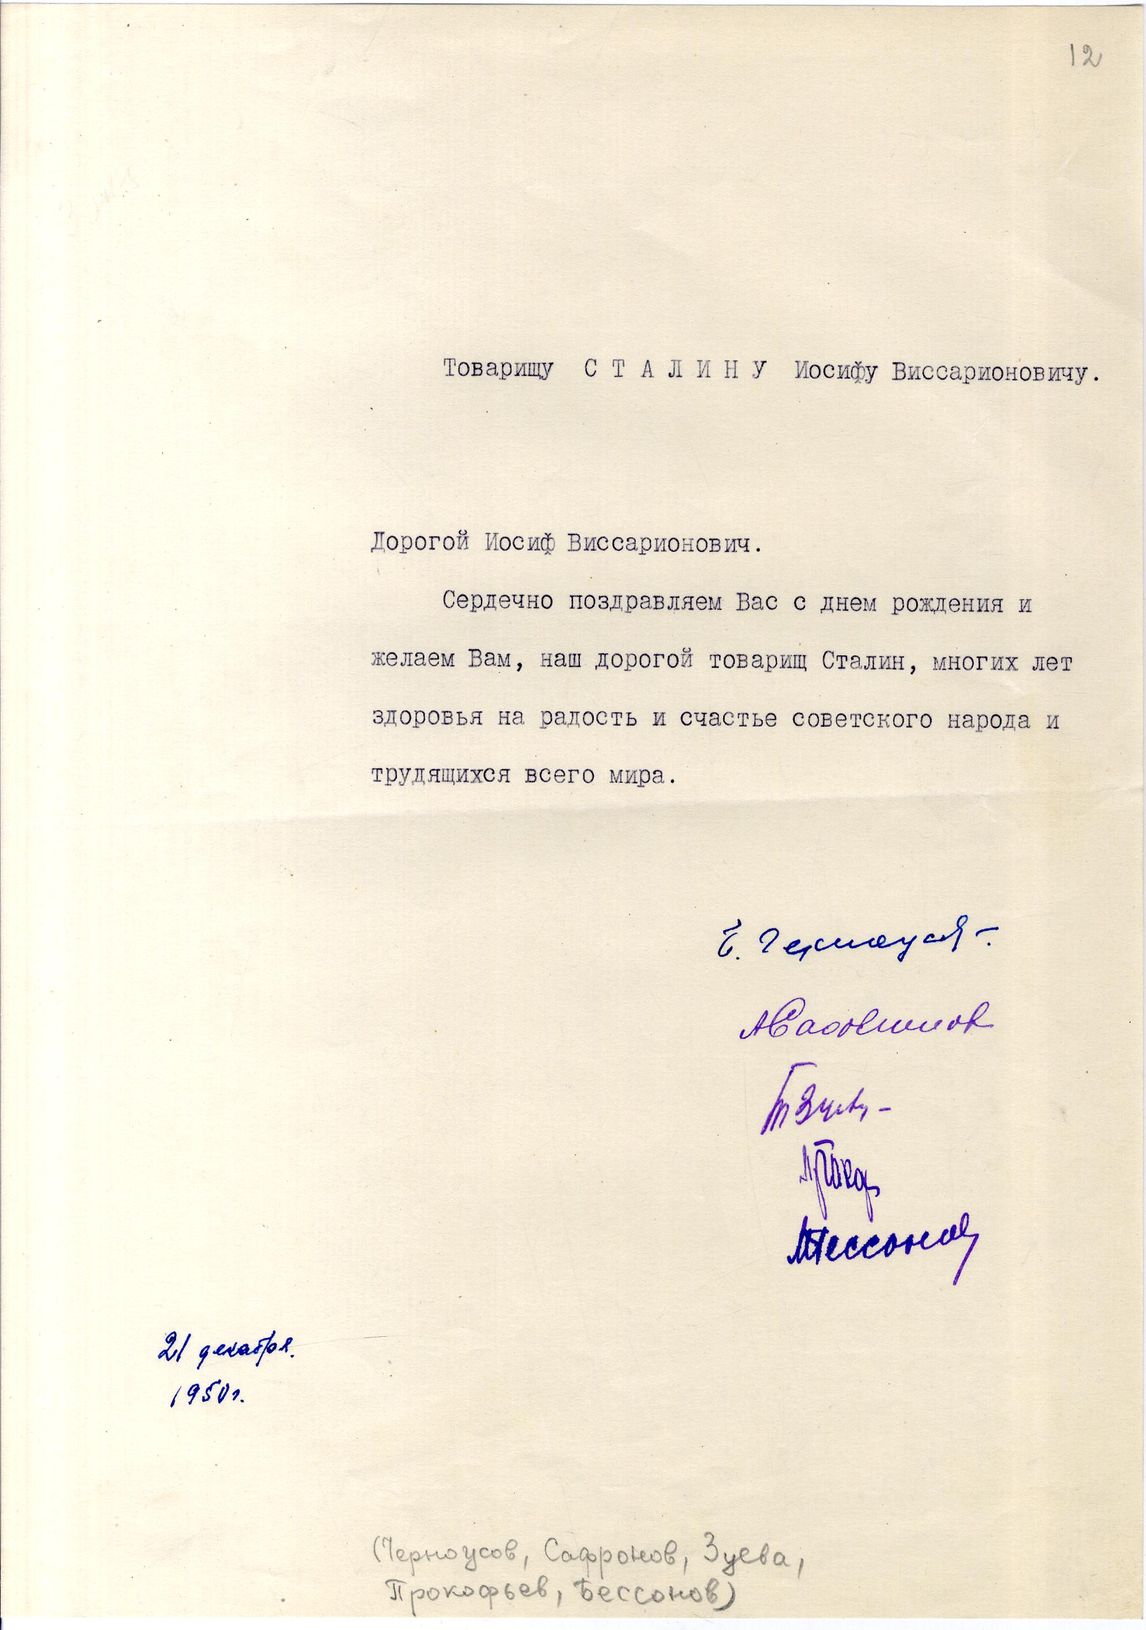 12
Товарищу С Т А Л И Н У Иосифу Виссарионовичу.
Дорогой Иосиф Виссарионович.
Сердечно поздравляем Вас с днем рождения и
желаем Вам, наш дорогой товарищ Сталин, многих лет
здоровья на радость и счастье советского народа и
трудящихся всего мира.
Бессонов
21 декабря.
1950г.
(Черноусов, Сафронов, Зуева,
Прокофьев, Бессонов)